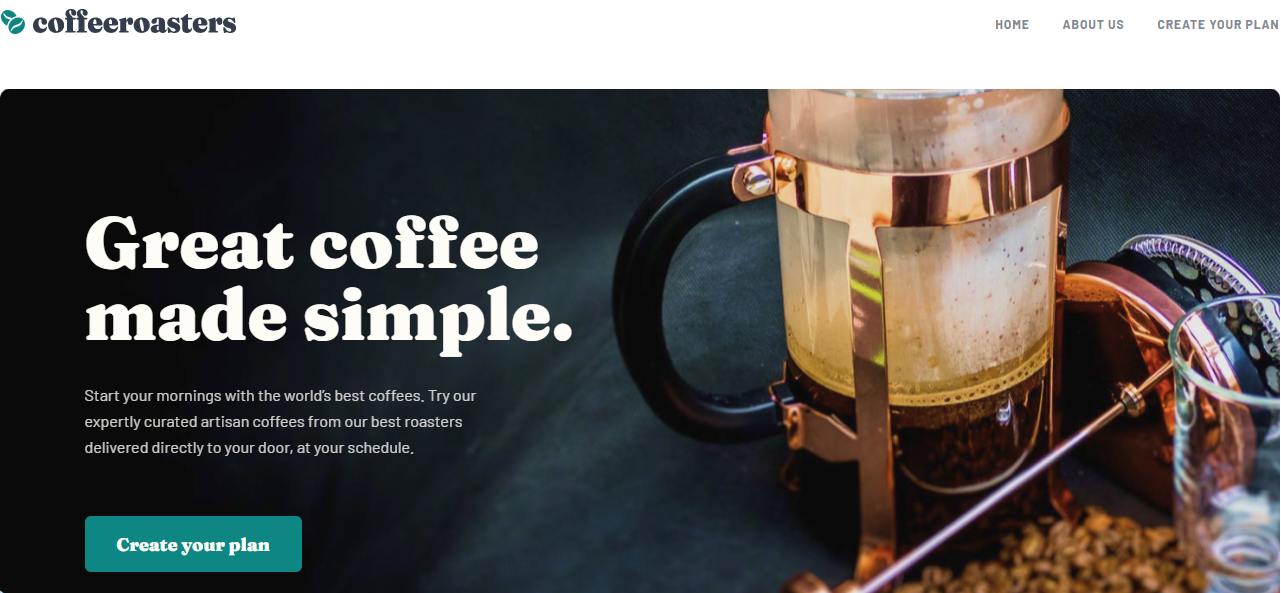 coffeeroasters
HOME
ABOUT US
CREATE YOUR PLAN
Great coffee
made simple.
Start your mornings with the world’s best coffees. Try our
expertly curated artisan coffees from our best roasters
delivered directly to your door, at your schedule.
Create your plan